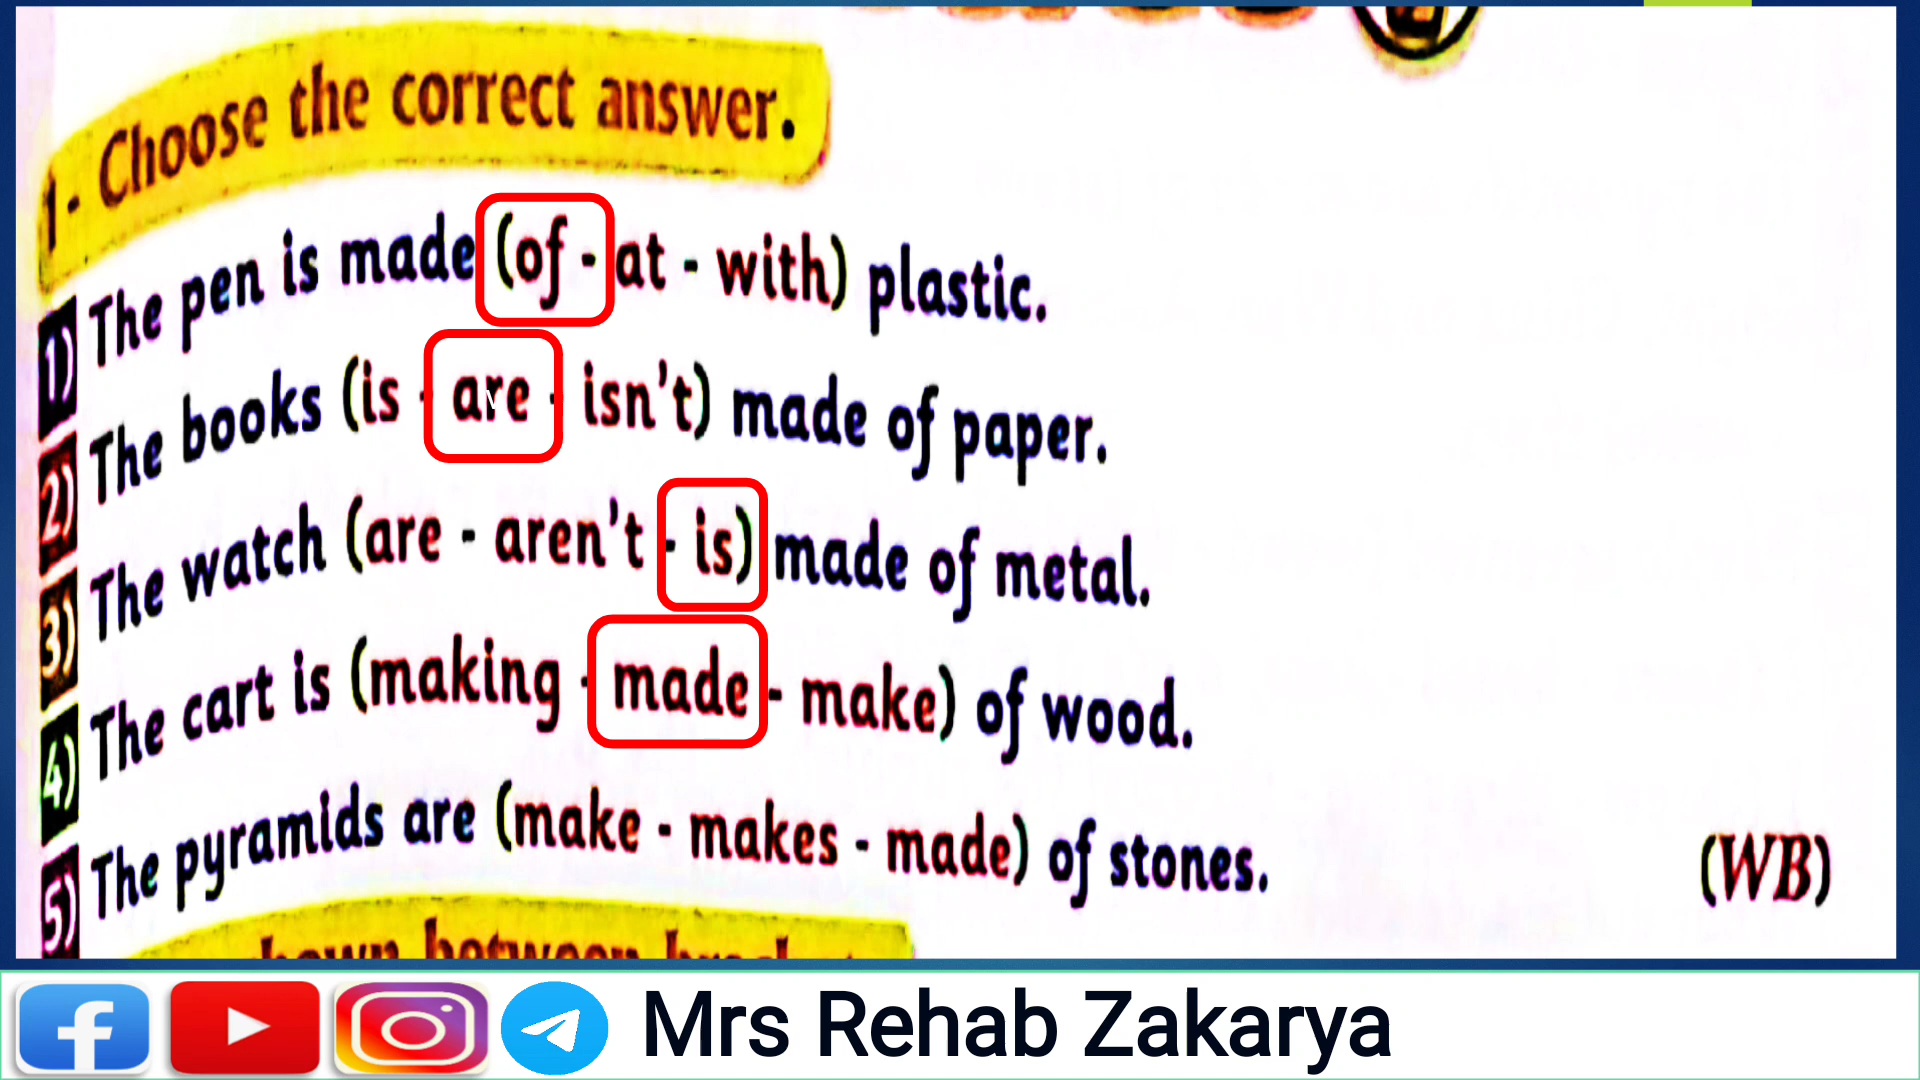 1- Choose the correct answer.
1) The pen is made (of - at - with) plastic.
2) The books (is - are - isn't) made of paper.
3) The watch (are - aren't - is) made of metal.
4) The cart is (making - made - make) of wood.
5) The pyramids are (make - makes - made) of stones. (WB)
between
Mrs Rehab Zakarya